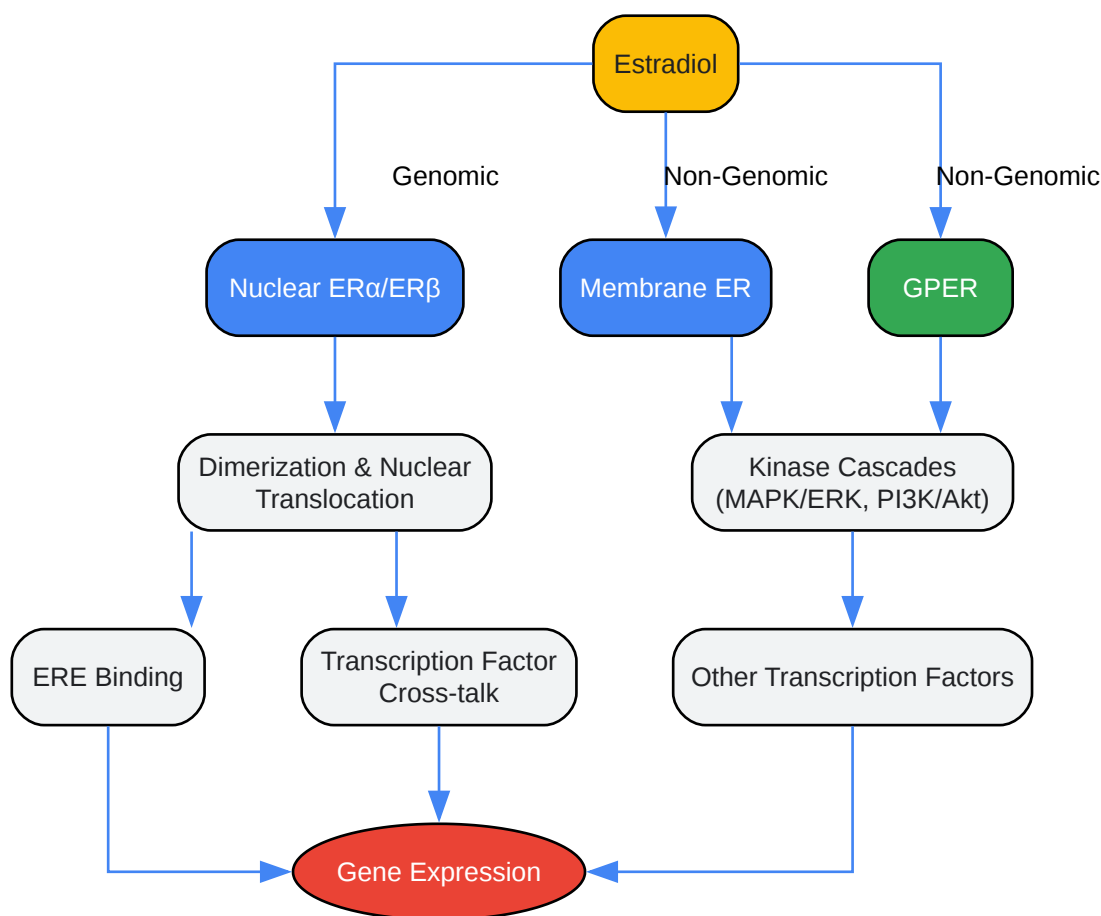 Estradiol
Genomic
Non-Genomic
Non-Genomic
Nuclear ERα/ERβ
Membrane ER
GPER
Dimerization & Nuclear
Translocation
Kinase Cascades
(MAPK/ERK, PI3K/Akt)
ERE Binding
Transcription Factor
Cross-talk
Other Transcription Factors
Gene Expression